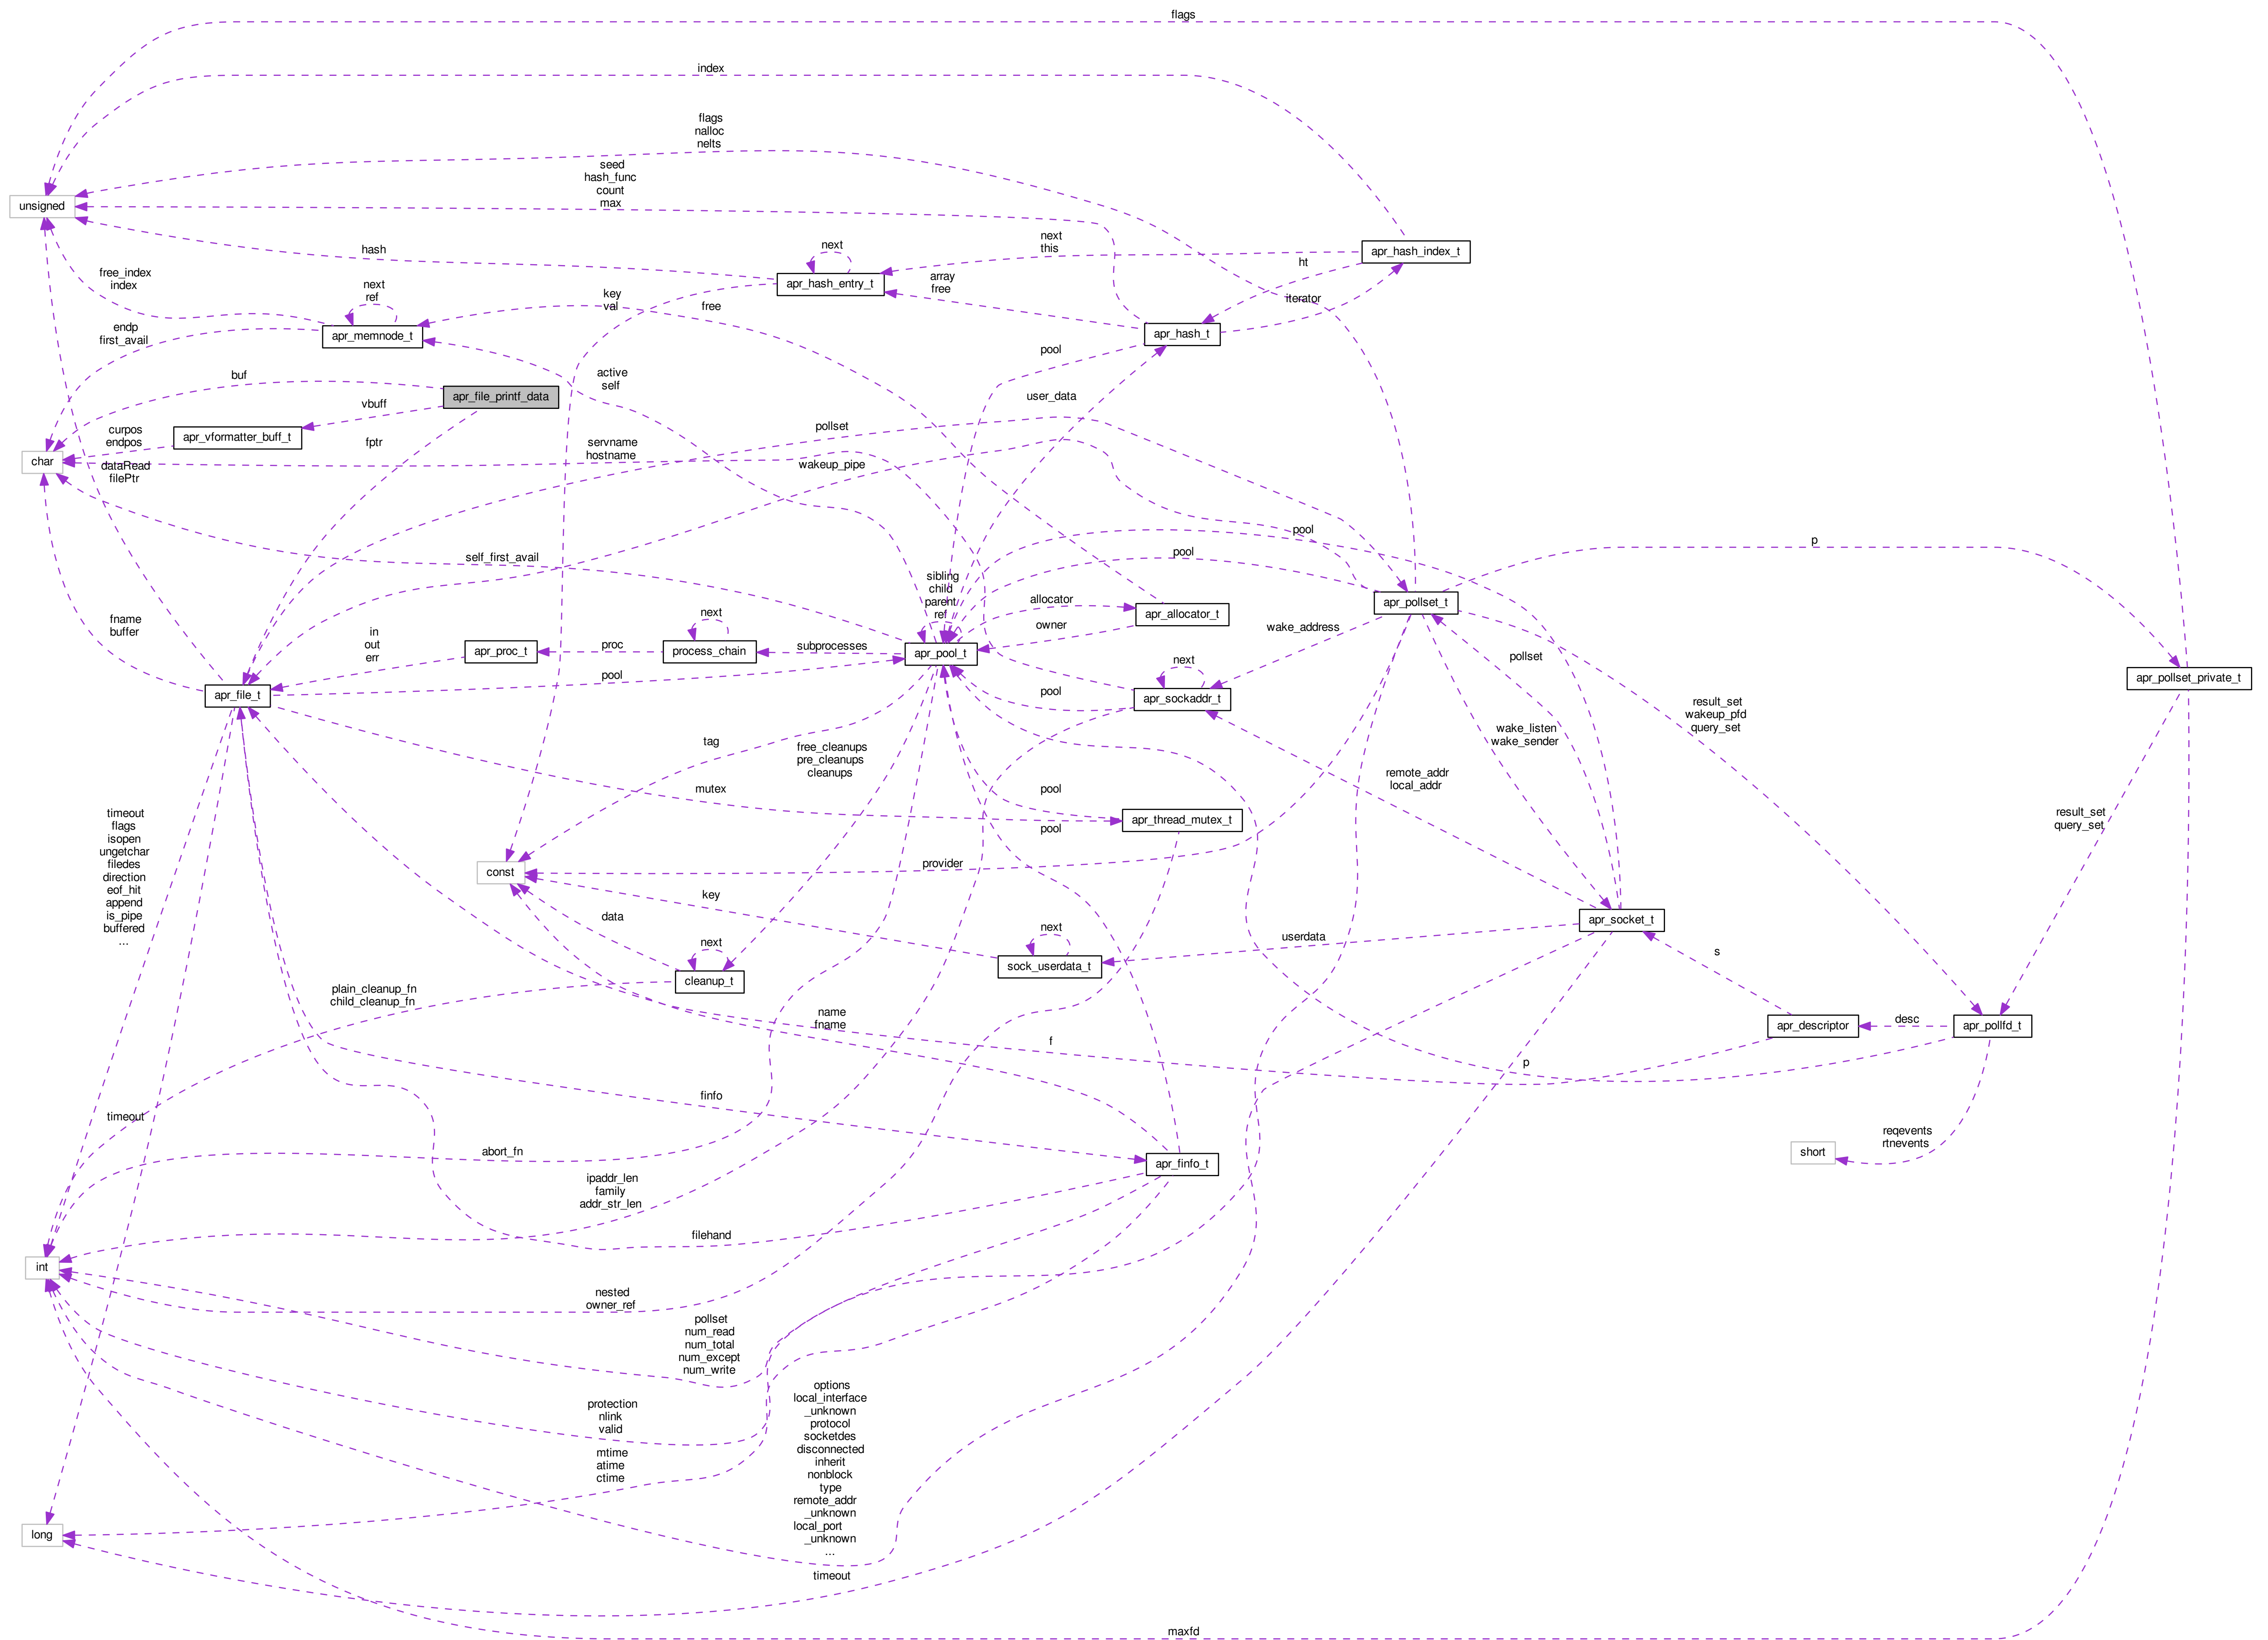 flags
index
flags
nalloc
nelts
seed
hash_func
count
max
unsigned
next
this
apr_hash_index_t
hash
next
ht
free_index
index
next
ref
apr_hash_entry_t
array
free
key
val
free
iterator
endp
first_avail
apr_memnode_t
apr_hash_t
pool
active
self
buf
apr_file_printf_data
user_data
vbuff
pollset
curpos
endpos
apr_vformatter_buff_t
fptr
servname
hostname
char
dataRead
filePtr
wakeup_pipe
pool
self_first_avail
pool
p
sibling
child
parent
ref
allocator
apr_allocator_t
apr_pollset_t
fname
buffer
in
out
err
next
owner
wake_address
apr_proc_t
proc
process_chain
subprocesses
apr_pool_t
next
pollset
pool
apr_file_t
pool
apr_sockaddr_t
apr_pollset_private_t
result_set
wakeup_pfd
query_set
tag
free_cleanups
pre_cleanups
cleanups
wake_listen
wake_sender
remote_addr
local_addr
mutex
pool
apr_thread_mutex_t
pool
result_set
query_set
timeout
flags
isopen
ungetchar
filedes
direction
eof_hit
append
is_pipe
buffered
...
const
provider
key
data
next
next
userdata
apr_socket_t
s
sock_userdata_t
cleanup_t
plain_cleanup_fn
child_cleanup_fn
name
fname
f
apr_descriptor
desc
apr_pollfd_t
p
finfo
timeout
reqevents
rtnevents
short
abort_fn
apr_finfo_t
ipaddr_len
family
addr_str_len
filehand
int
nested
owner_ref
pollset
num_read
num_total
num_except
num_write
protection
nlink
valid
options
local_interface
_unknown
protocol
socketdes
disconnected
inherit
nonblock
type
remote_addr
_unknown
local_port
_unknown
...
mtime
atime
ctime
long
timeout
maxfd